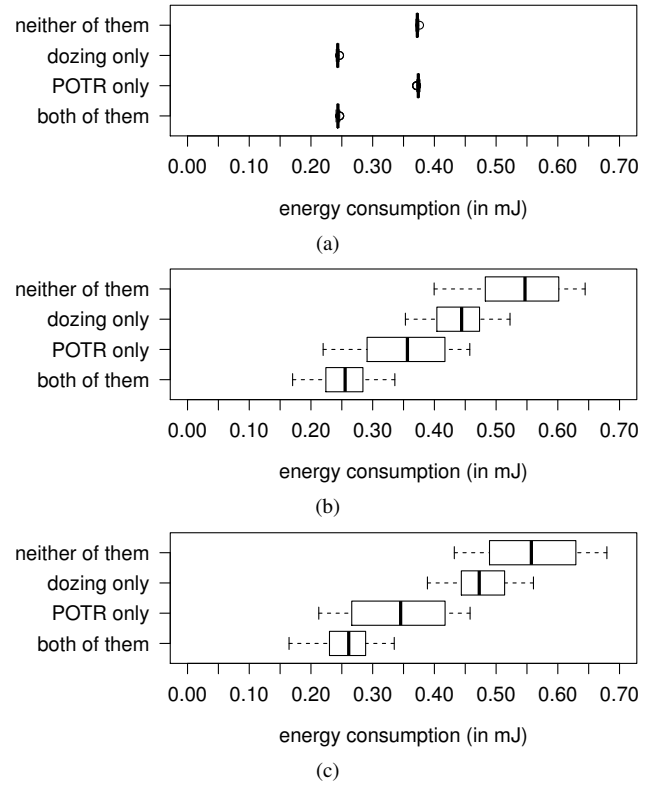 neither of them
dozing only
POTR only
both of them
0.00 0.10 0.20 0.30 0.40 0.50 0.60 0.70
energy consumption (in mJ)
(a)
neither of them
dozing only
POTR only
both of them
0.00 0.10 0.20 0.30 0.40 0.50 0.60 0.70
energy consumption (in mJ)
(b)
neither of them
dozing only
POTR only
both of them
0.00 0.10 0.20 0.30 0.40 0.50 0.60 0.70
energy consumption (in mJ)
(c)